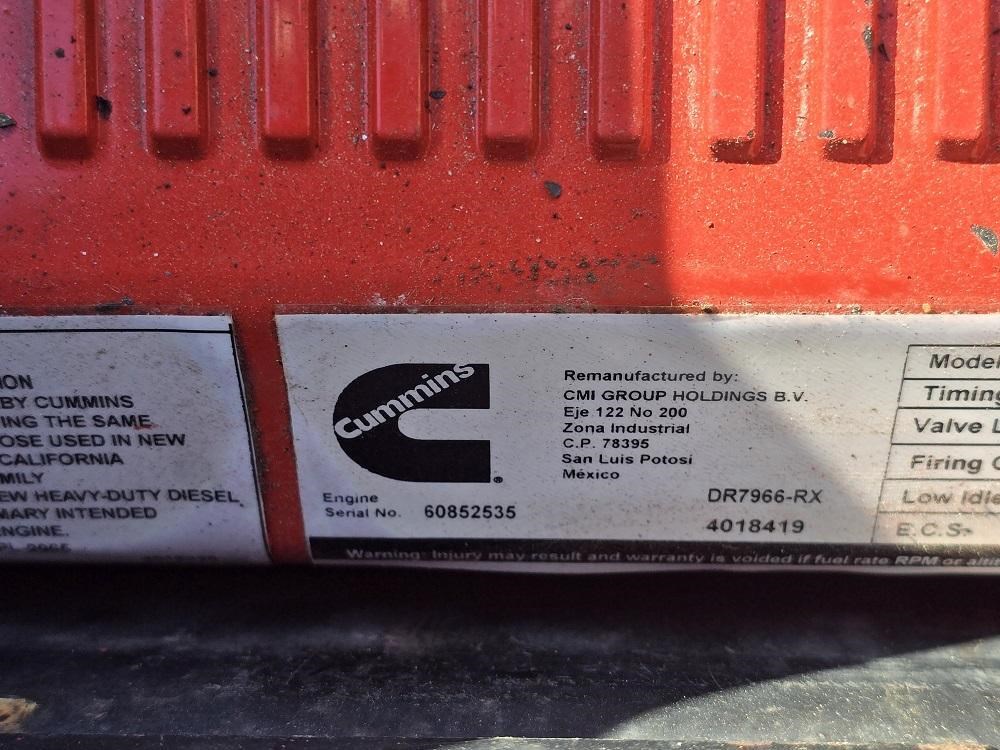 ION
BY CUMMINS
ING THE SAME
OSE USED IN NEW
CALIFORNIA
MILY
EW HEAVY-DUTY DIESEL
MARY INTENDED
NGINE.
Cummins
®
Engine
Serial No. 60852535
Remanufactured by:
CMI GROUP HOLDINGS B.V.
Eje 122 No 200
Zona Industrial
C.P. 78395
San Luis Potosi
México
DR7966-RX
4018419
Model
Timing
Valve L
Firing O
Low Idle
E.C.S.
Warning: Injury may result and warranty is voided if fuel rate RPM or alti